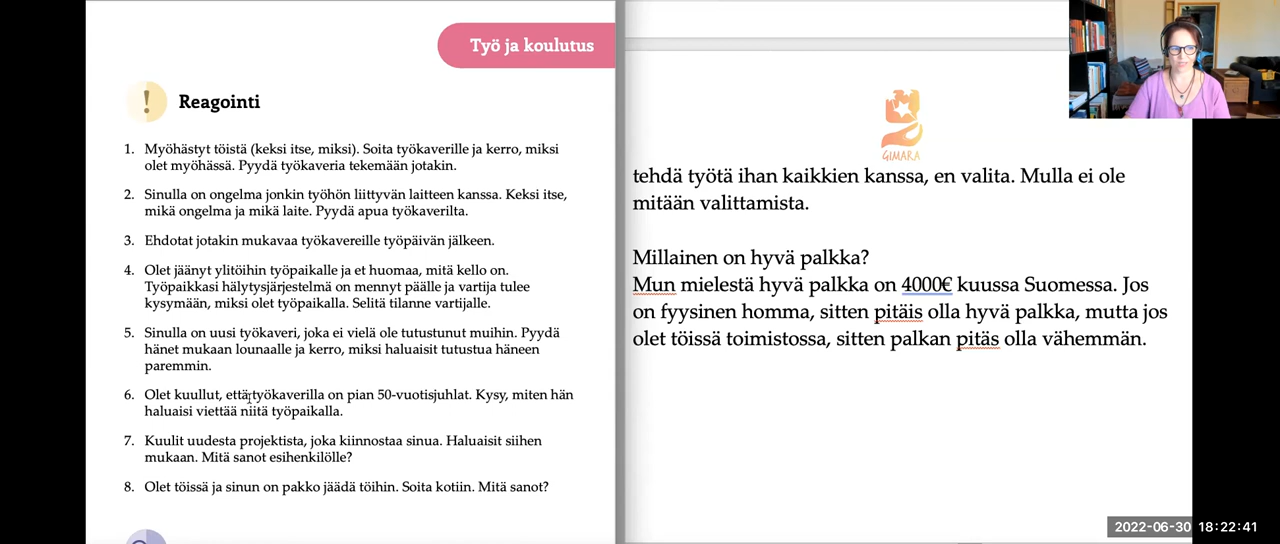 Työ ja koulutus
Reagointi
1. Myöhästyt töistä (keksi itse, miksi). Soita työkaverille ja kerro, miksi
olet myöhässä. Pyydä työkaveria tekemään jotakin.
2. Sinulla on ongelma jonkin työhön liittyvän laitteen kanssa. Keksi itse,
mikä ongelma ja mikä laite. Pyydä apua työkaverilta.
3. Ehdotat jotakin mukavaa työkavereille työpäivän jälkeen.
4. Olet jäänyt ylitöihin työpaikalle ja et huomaa, mitä kello on.
Työpaikkasi hälytysjärjestelmä on mennyt päälle ja vartija tulee
kysymään, miksi olet työpaikalla. Selitä tilanne vartijalle.
5. Sinulla on uusi työkaveri, joka ei vielä ole tutustunut muihin. Pyydä
hänet mukaan lounaalle ja kerro, miksi haluaisit tutustua häneen
paremmin.
6. Olet kuullut, että työkaverilla on pian 50-vuotisjuhlat. Kysy, miten hän
haluaisi viettää niitä työpaikalla.
7. Kuulit uudesta projektista, joka kiinnostaa sinua. Haluaisit siihen
mukaan. Mitä sanot esihenkilölle?
8. Olet töissä ja sinun on pakko jäädä töihin. Soita kotiin. Mitä sanot?
GIMARA
tehdä työtä ihan kaikkien kanssa, en valita. Mulla ei ole
mitään valittamista.
Millainen on hyvä palkka?
Mun mielestä hyvä palkka on 4000€ kuussa Suomessa. Jos
on fyysinen homma, sitten pitäis olla hyvä palkka, mutta jos
olet töissä toimistossa, sitten palkan pitäs olla vähemmän.
2022-06-30 18:22:41